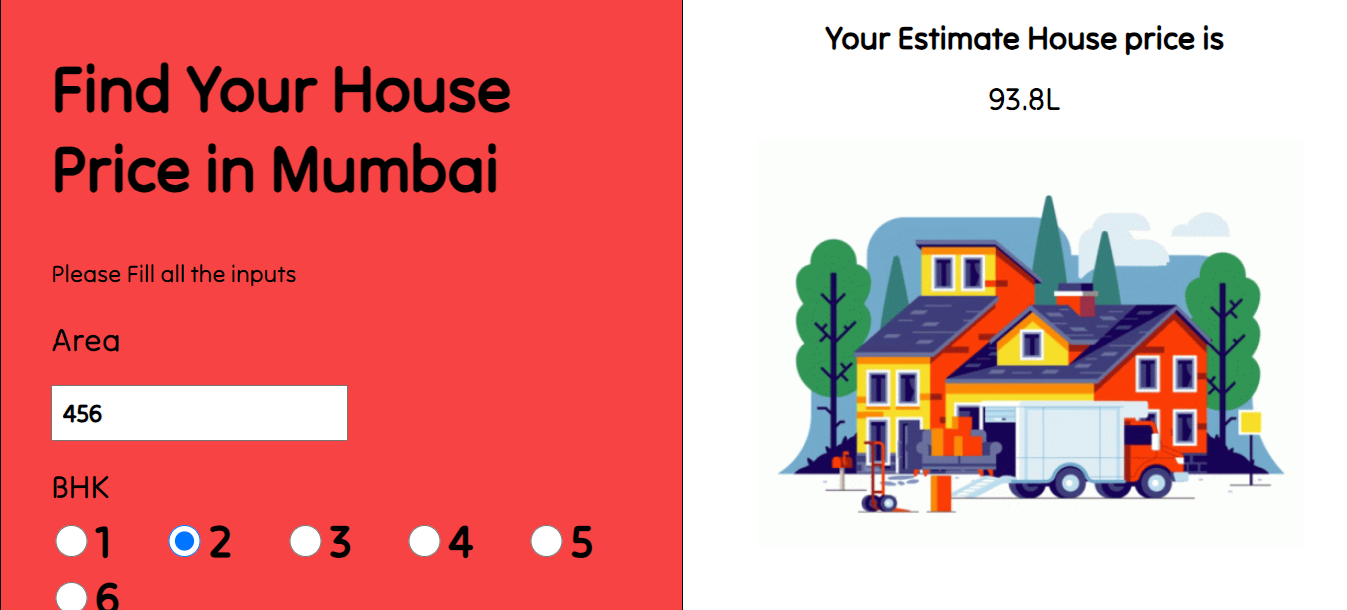 Find Your House
Price in Mumbai
Please Fill all the inputs
Area
456
BHK
1 2 3 4 5
6
Your Estimate House price is
93.8L